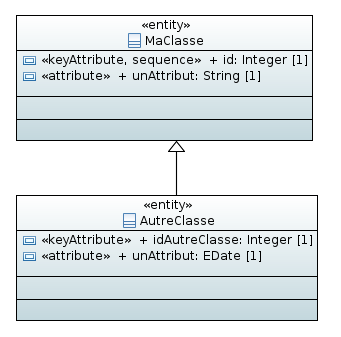 «entity»
MaClasse
«keyAttribute, sequence» + id: Integer [1]
«attribute» + unAttribut: String [1]
«entity»
AutreClasse
«keyAttribute» + idAutreClasse: Integer [1]
«attribute» + unAttribut: EDate [1]